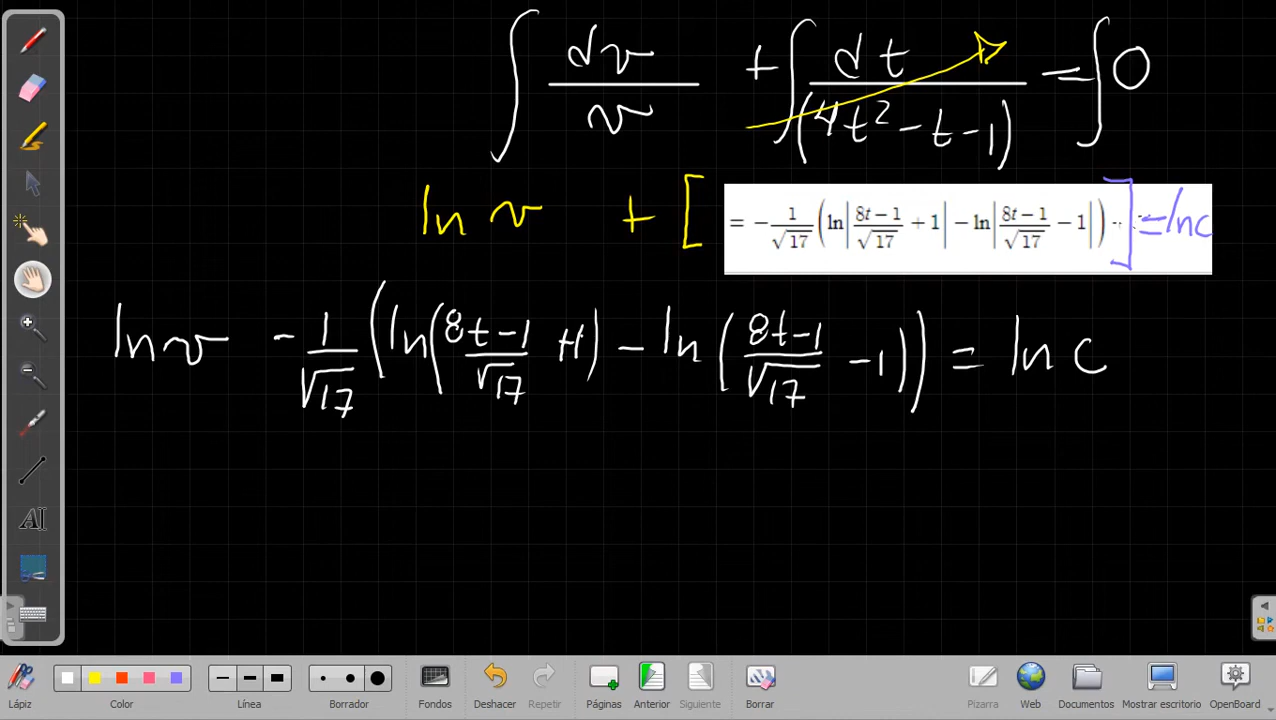 ∫ dv/v + ∫ dt/(4t² - t - 1) = ∫ 0
ln v + [ = -1/√17 (ln|(8t-1)/√17 + 1| - ln|(8t-1)/√17 - 1|) ] = ln c
ln v - 1/√17 (ln((8t-1)/√17 + 1) - ln((8t-1)/√17 - 1)) = ln c
Lápiz Color Línea Borrador Fondos Deshacer Repetir Páginas Anterior Siguiente Borrar Pizarra Web Documentos Mostrar escritorio OpenBoard